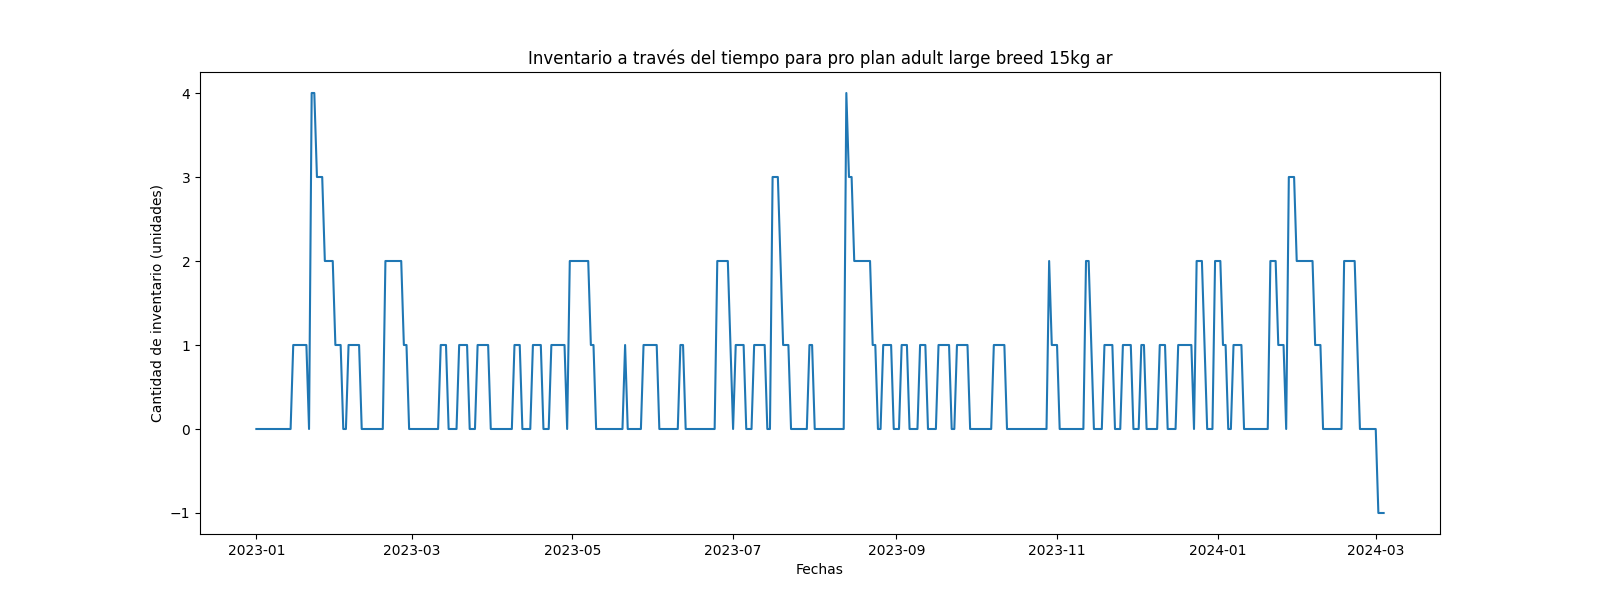 Inventario a través del tiempo para pro plan adult large breed 15kg ar
Cantidad de inventario (unidades)
4
3
2
1
0
−1
2023-01 2023-03 2023-05 2023-07 2023-09 2023-11 2024-01 2024-03
Fechas